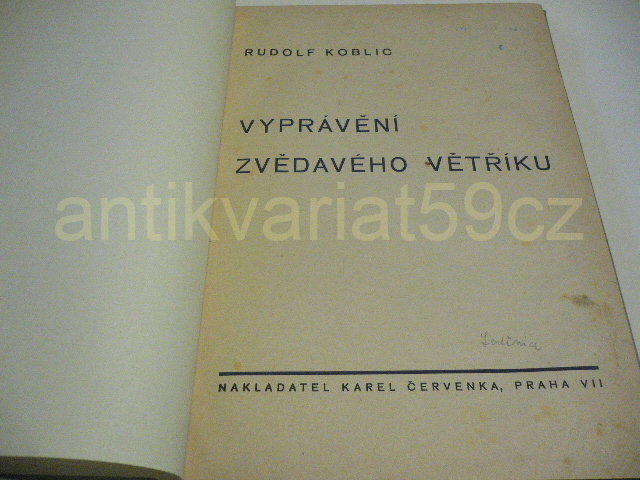 RUDOLF KOBLIC
VYPRÁVĚNÍ
ZVĚDAVÉHO VĚTŘÍKU
antikvariat59cz
NAKLADATEL KAREL ČERVENKA, PRAHA VII